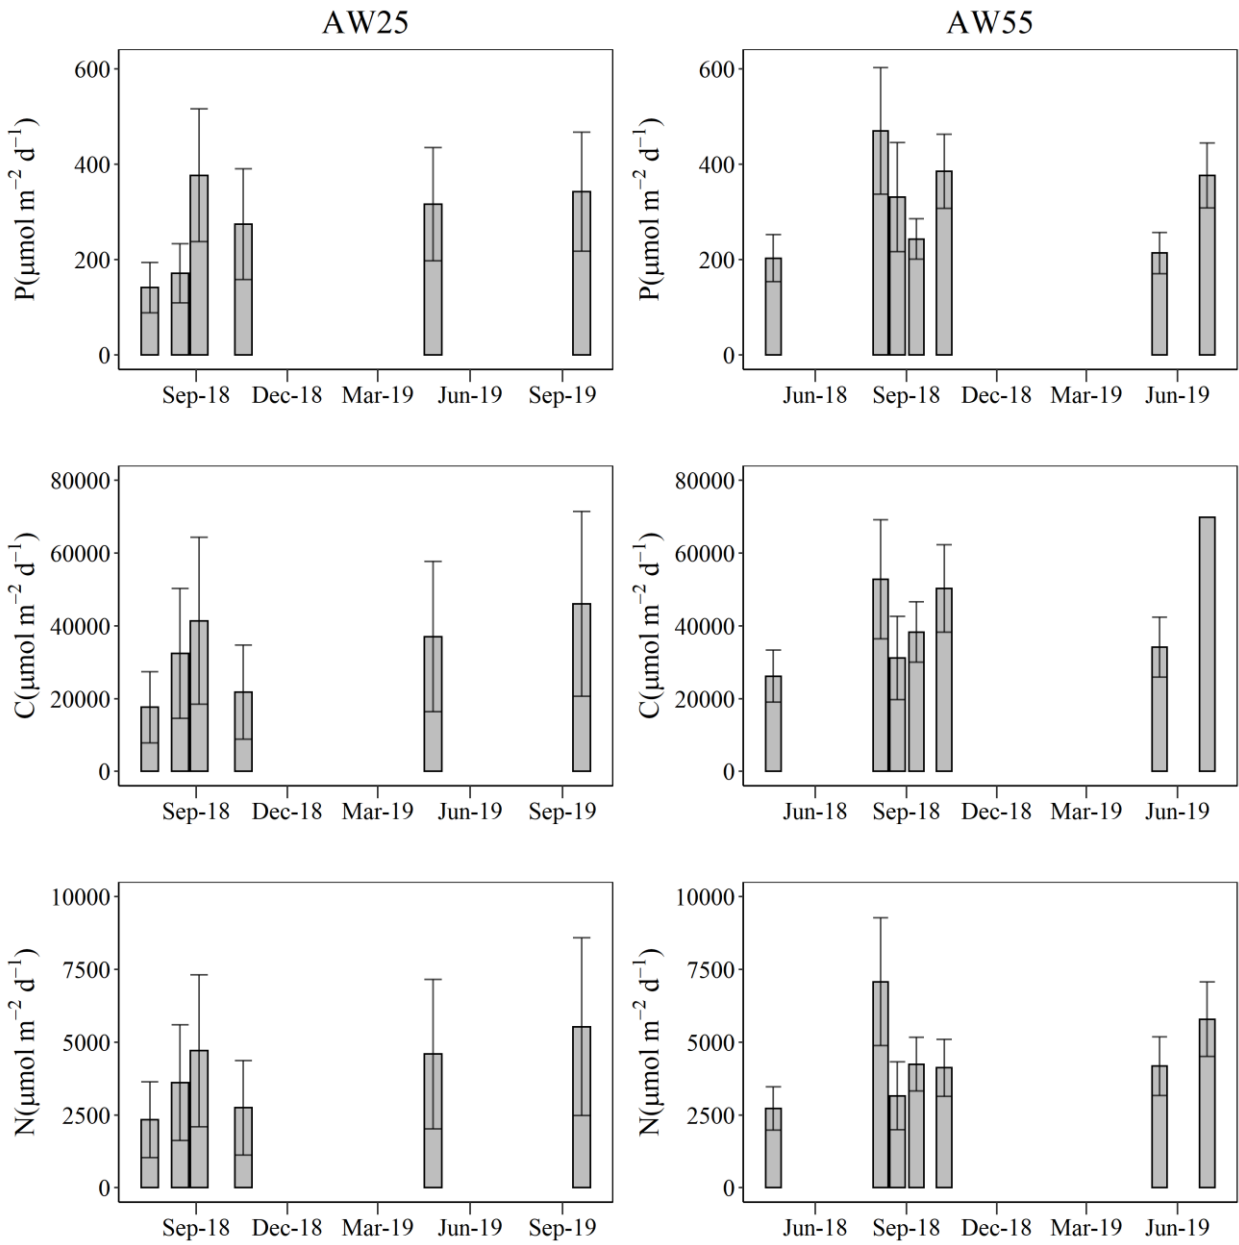 AW25
AW55
P(μmol m⁻² d⁻¹)
600
400
200
0
Sep-18 Dec-18 Mar-19 Jun-19 Sep-19
P(μmol m⁻² d⁻¹)
600
400
200
0
Jun-18 Sep-18 Dec-18 Mar-19 Jun-19
C(μmol m⁻² d⁻¹)
80000
60000
40000
20000
0
Sep-18 Dec-18 Mar-19 Jun-19 Sep-19
C(μmol m⁻² d⁻¹)
80000
60000
40000
20000
0
Jun-18 Sep-18 Dec-18 Mar-19 Jun-19
N(μmol m⁻² d⁻¹)
10000
7500
5000
2500
0
Sep-18 Dec-18 Mar-19 Jun-19 Sep-19
N(μmol m⁻² d⁻¹)
10000
7500
5000
2500
0
Jun-18 Sep-18 Dec-18 Mar-19 Jun-19